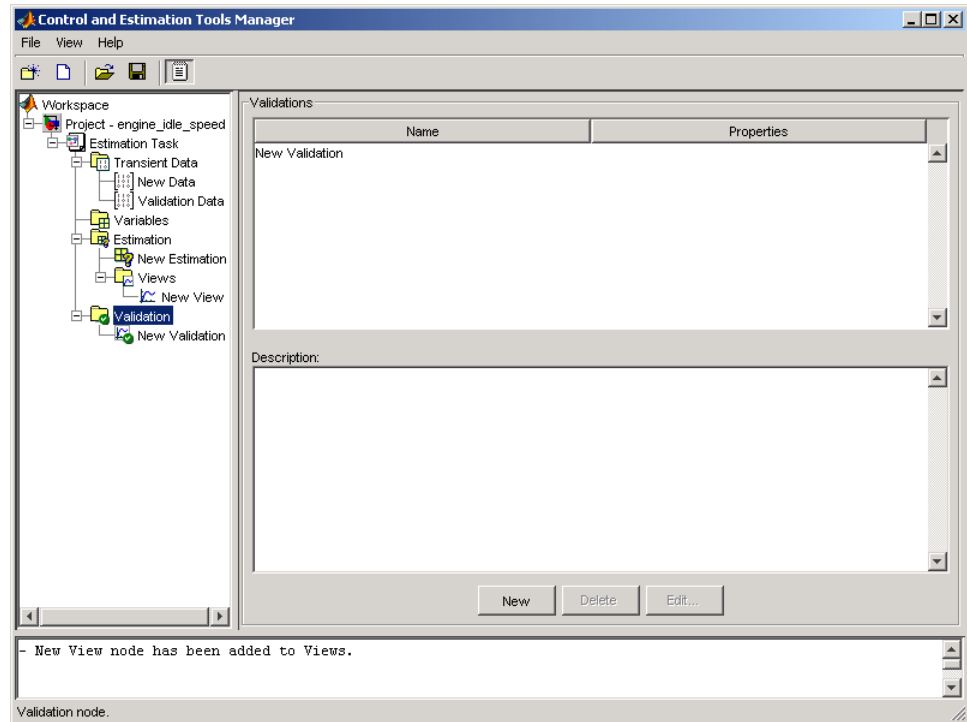 Control and Estimation Tools Manager
File View Help
Workspace
Project - engine_idle_speed
Estimation Task
Transient Data
New Data
Validation Data
Variables
Estimation
New Estimation
Views
New View
Validation
New Validation
Validations
Name Properties
New Validation
Description:
New Delete Edit...
- New View node has been added to Views.
Validation node.